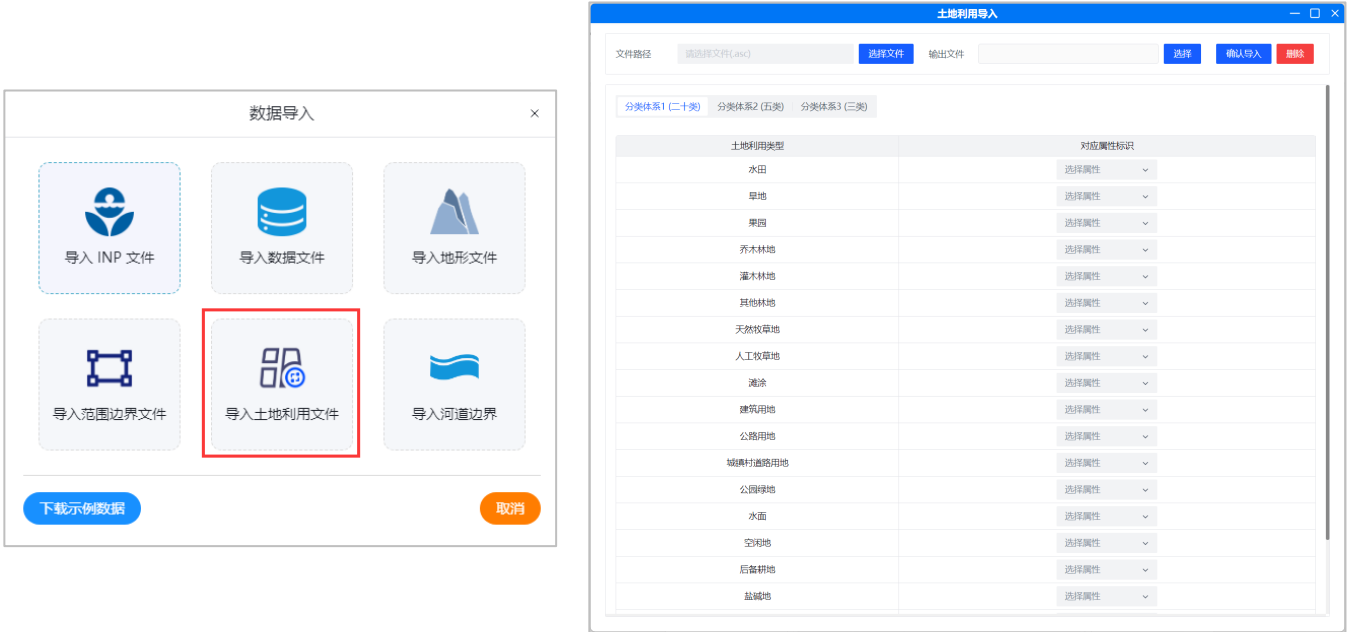 数据导入
导入 INP 文件
导入数据文件
导入地形文件
导入范围边界文件
导入土地利用文件
导入河道边界
下载示例数据
取消
土地利用导入
文件路径
请选择文件(.asc)
选择文件
输出文件
选择
确认导入
删除
分类体系1 (二十类)
分类体系2 (五类)
分类体系3 (三类)
土地利用类型
对应属性标识
水田
选择属性
旱地
选择属性
果园
选择属性
乔木林地
选择属性
灌木林地
选择属性
其他林地
选择属性
天然牧草地
选择属性
人工牧草地
选择属性
滩涂
选择属性
建筑用地
选择属性
公路用地
选择属性
城镇村道路用地
选择属性
公园绿地
选择属性
水面
选择属性
空闲地
选择属性
后备耕地
选择属性
盐碱地
选择属性